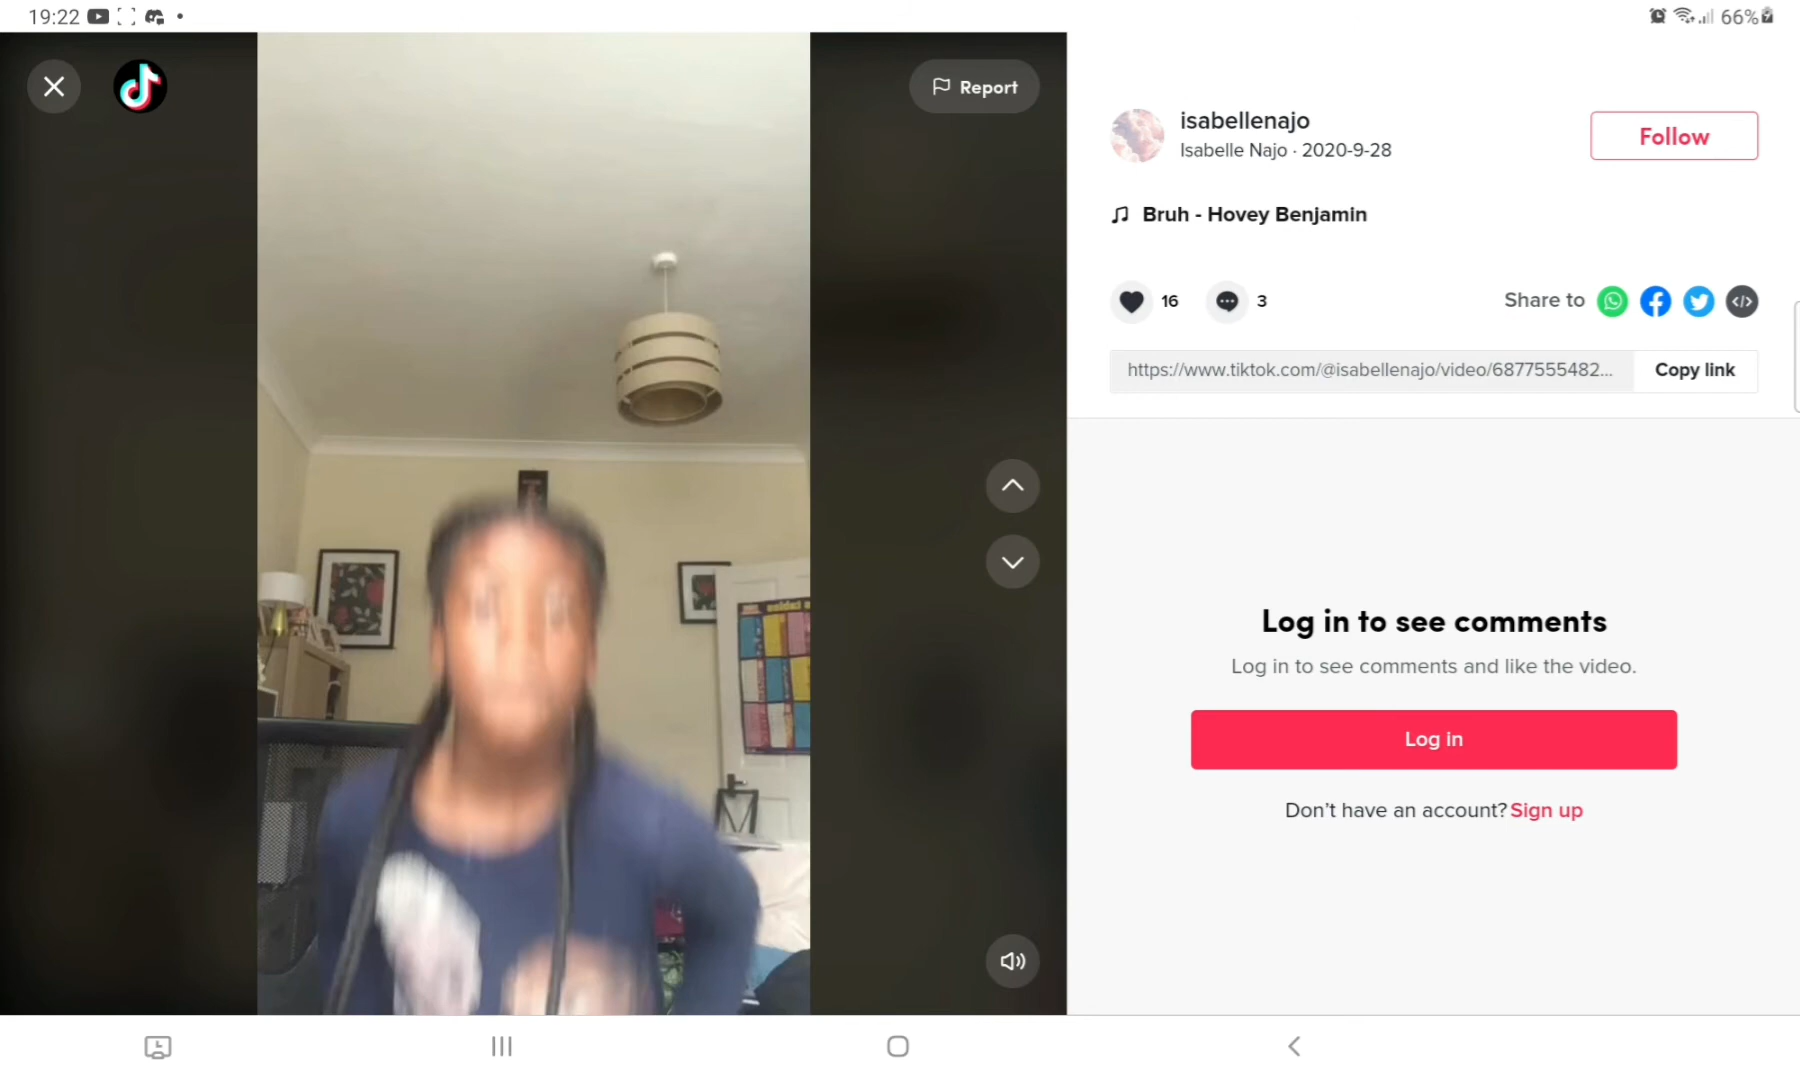 19:22
66%
Report
isabellenajo
Isabelle Najo · 2020-9-28
Follow
Bruh - Hovey Benjamin
16
3
Share to
https://www.tiktok.com/@isabellenajo/video/6877555482...
Copy link
Log in to see comments
Log in to see comments and like the video.
Log in
Don’t have an account? Sign up